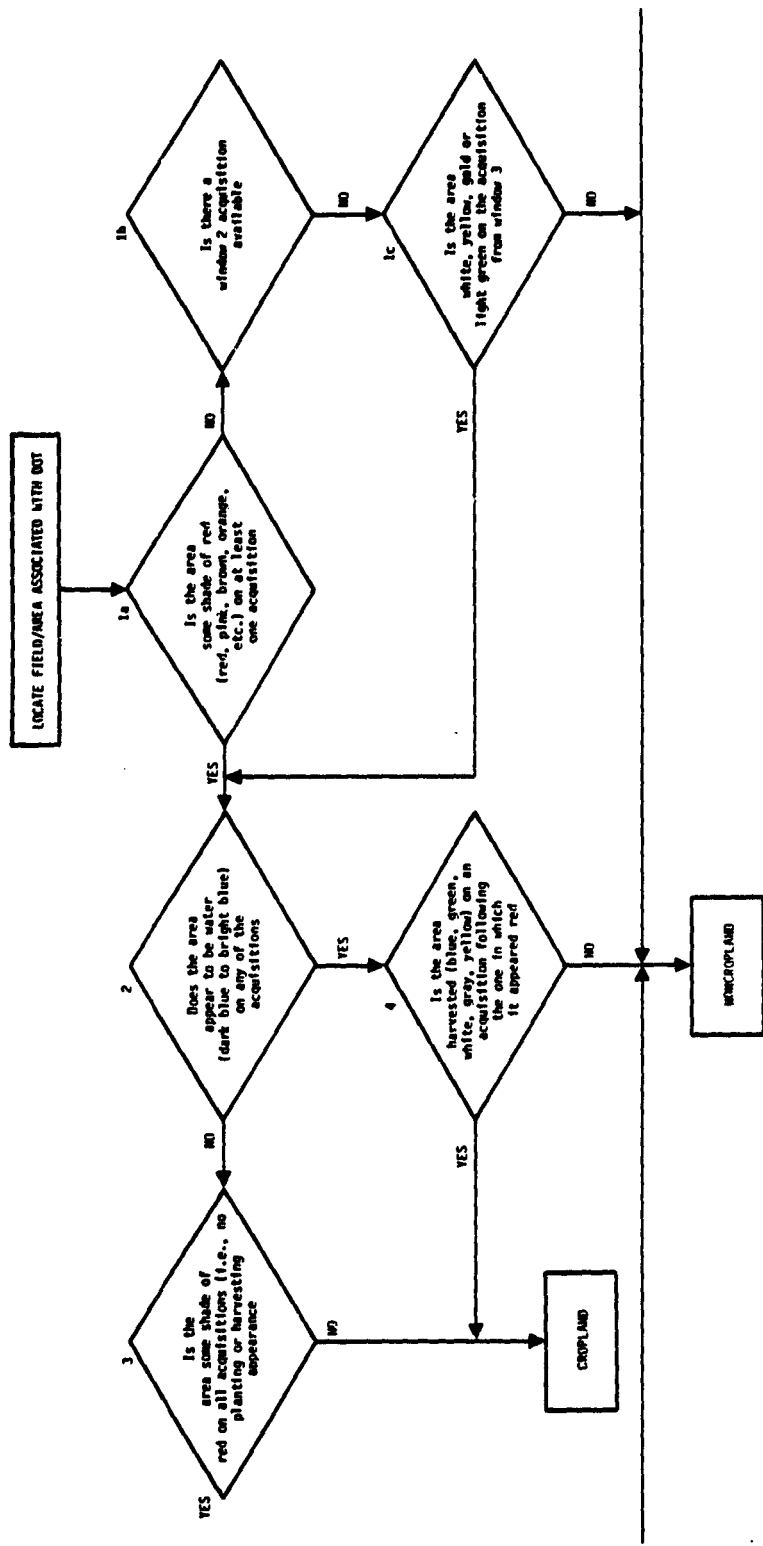 LOCATE FIELD/AREA ASSOCIATED WITH DOT
1a
Is the area
some shade of red
(red, pink, brown, orange,
etc.) on at least
one acquisition
NO
YES
1b
Is there a
window 2 acquisition
available
NO
1c
Is the area
white, yellow, gold or
light green on the acquisition
from window 3
YES
NO
2
Does the area
appear to be water
(dark blue to bright blue)
on any of the
acquisitions
NO
YES
3
Is the
area some shade of
red on all acquisitions (i.e., no
planting or harvesting
appearance
YES
NO
4
Is the area
harvested (blue, green,
white, gray, yellow) on an
acquisition following
the one in which
it appeared red
YES
NO
CROPLAND
NONCROPLAND